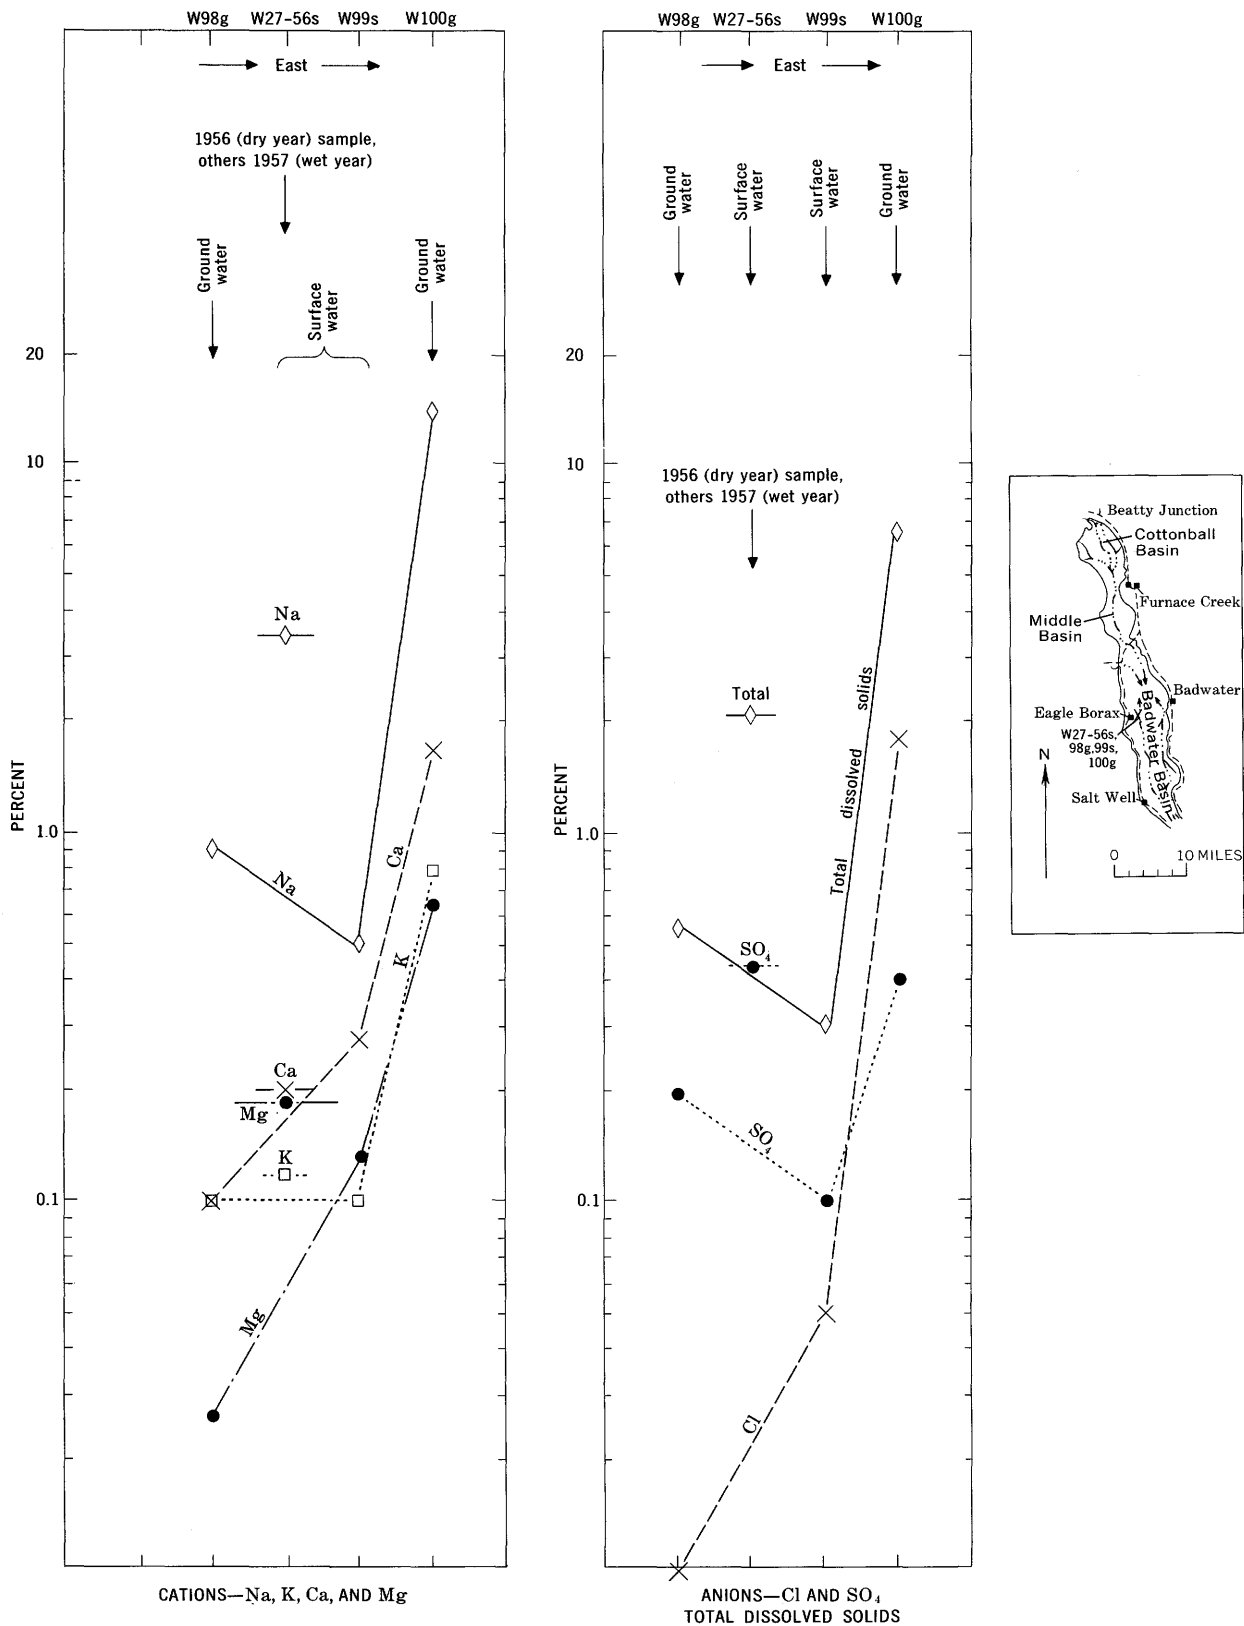 W98g W27-56s W99s W100g
East
1956 (dry year) sample,
others 1957 (wet year)
Ground
water
Surface
water
Ground
water
20
10
1.0
0.1
PERCENT
Na
Na
Ca
Ca
K
Mg
K
Mg
CATIONS—Na, K, Ca, AND Mg
W98g W27-56s W99s W100g
East
Ground
water
Surface
water
Surface
water
Ground
water
20
10
1.0
0.1
PERCENT
1956 (dry year) sample,
others 1957 (wet year)
Total
Total dissolved solids
SO₄
SO₄
Cl
ANIONS—Cl AND SO₄
TOTAL DISSOLVED SOLIDS
Beatty Junction
Cottonball
Basin
Furnace Creek
Middle
Basin
Badwater
Eagle Borax
W27-56s,
98g,99s,
100g
Badwater Basin
N
Salt Well
0 10 MILES